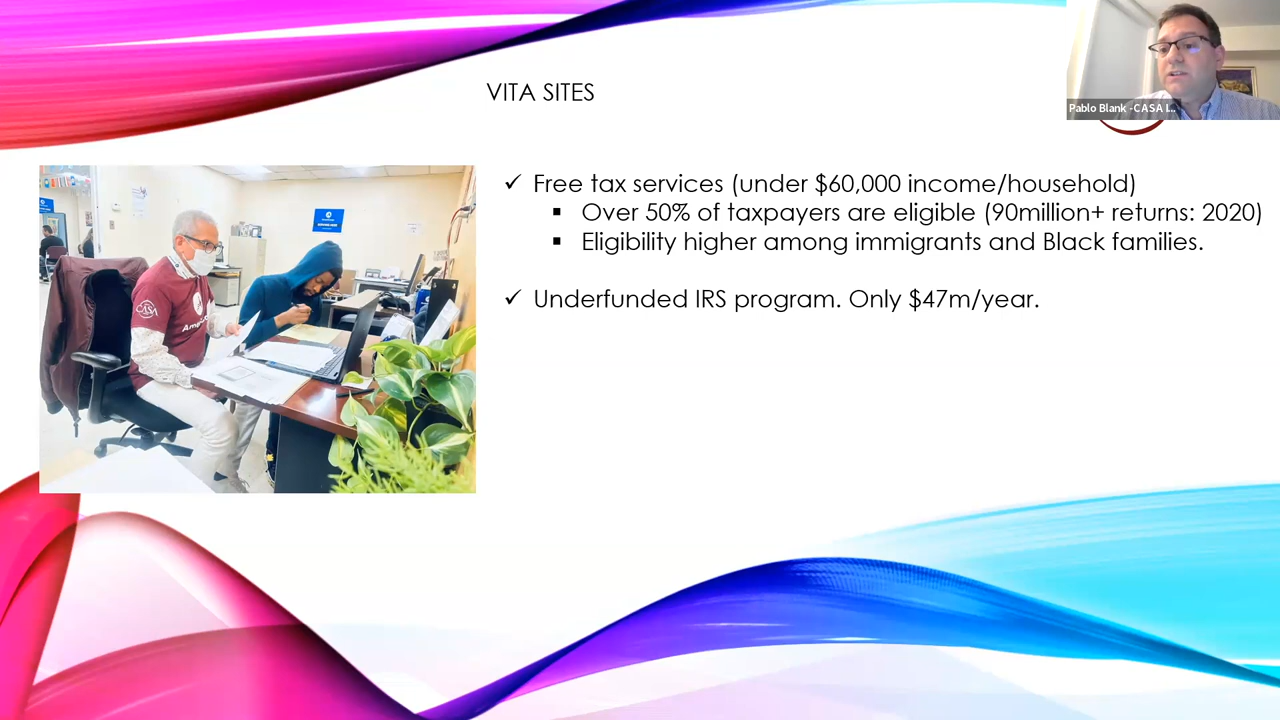 VITA SITES
Pablo Blank -CASA I...
Free tax services (under $60,000 income/household)
Over 50% of taxpayers are eligible (90million+ returns: 2020)
Eligibility higher among immigrants and Black families.
Underfunded IRS program. Only $47m/year.
CASA